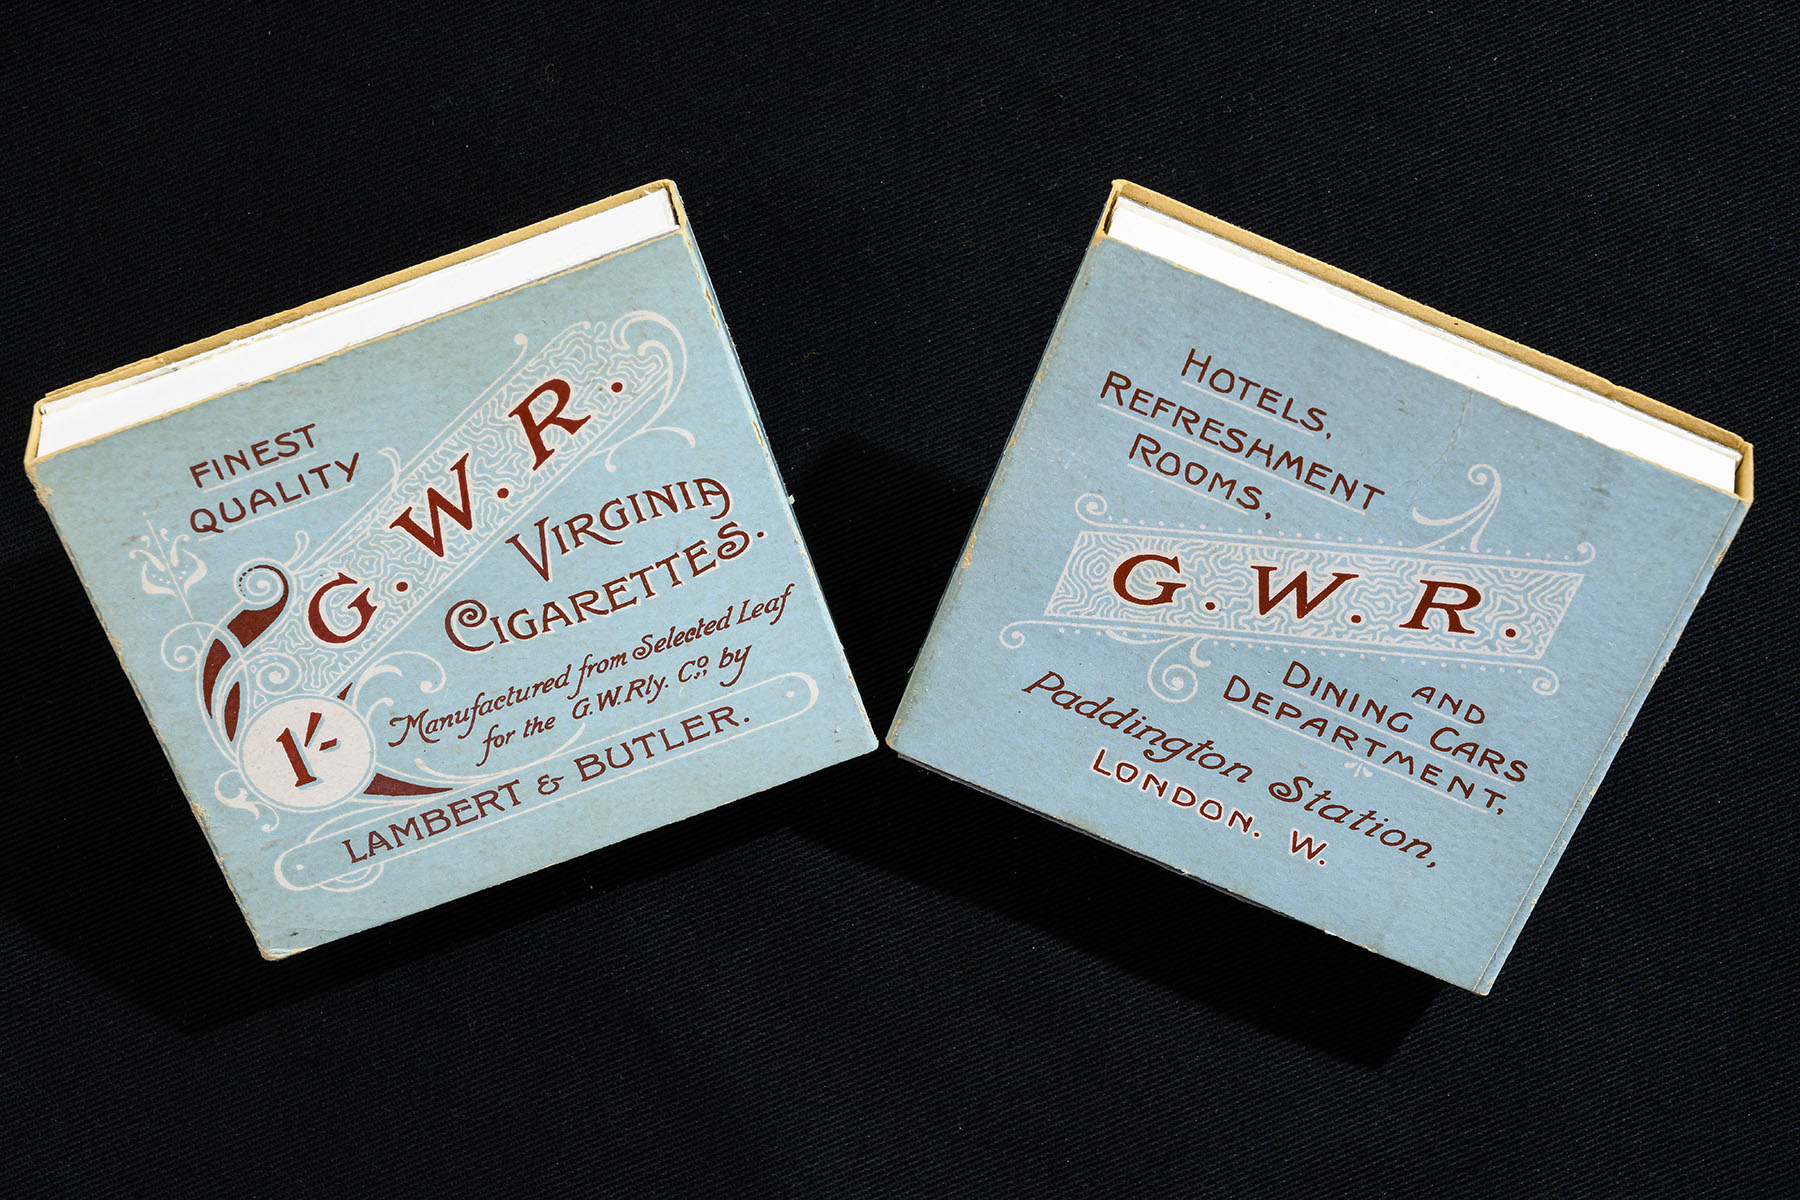 FINEST
QUALITY
G.W.R.
VIRGINIA
CIGARETTES.
Manufactured from Selected Leaf
for the G.W.Rly. Co., by
1/-
LAMBERT & BUTLER.
HOTELS,
REFRESHMENT
ROOMS,
G.W.R.
AND
DINING CARS
DEPARTMENT,
Paddington Station,
LONDON. W.